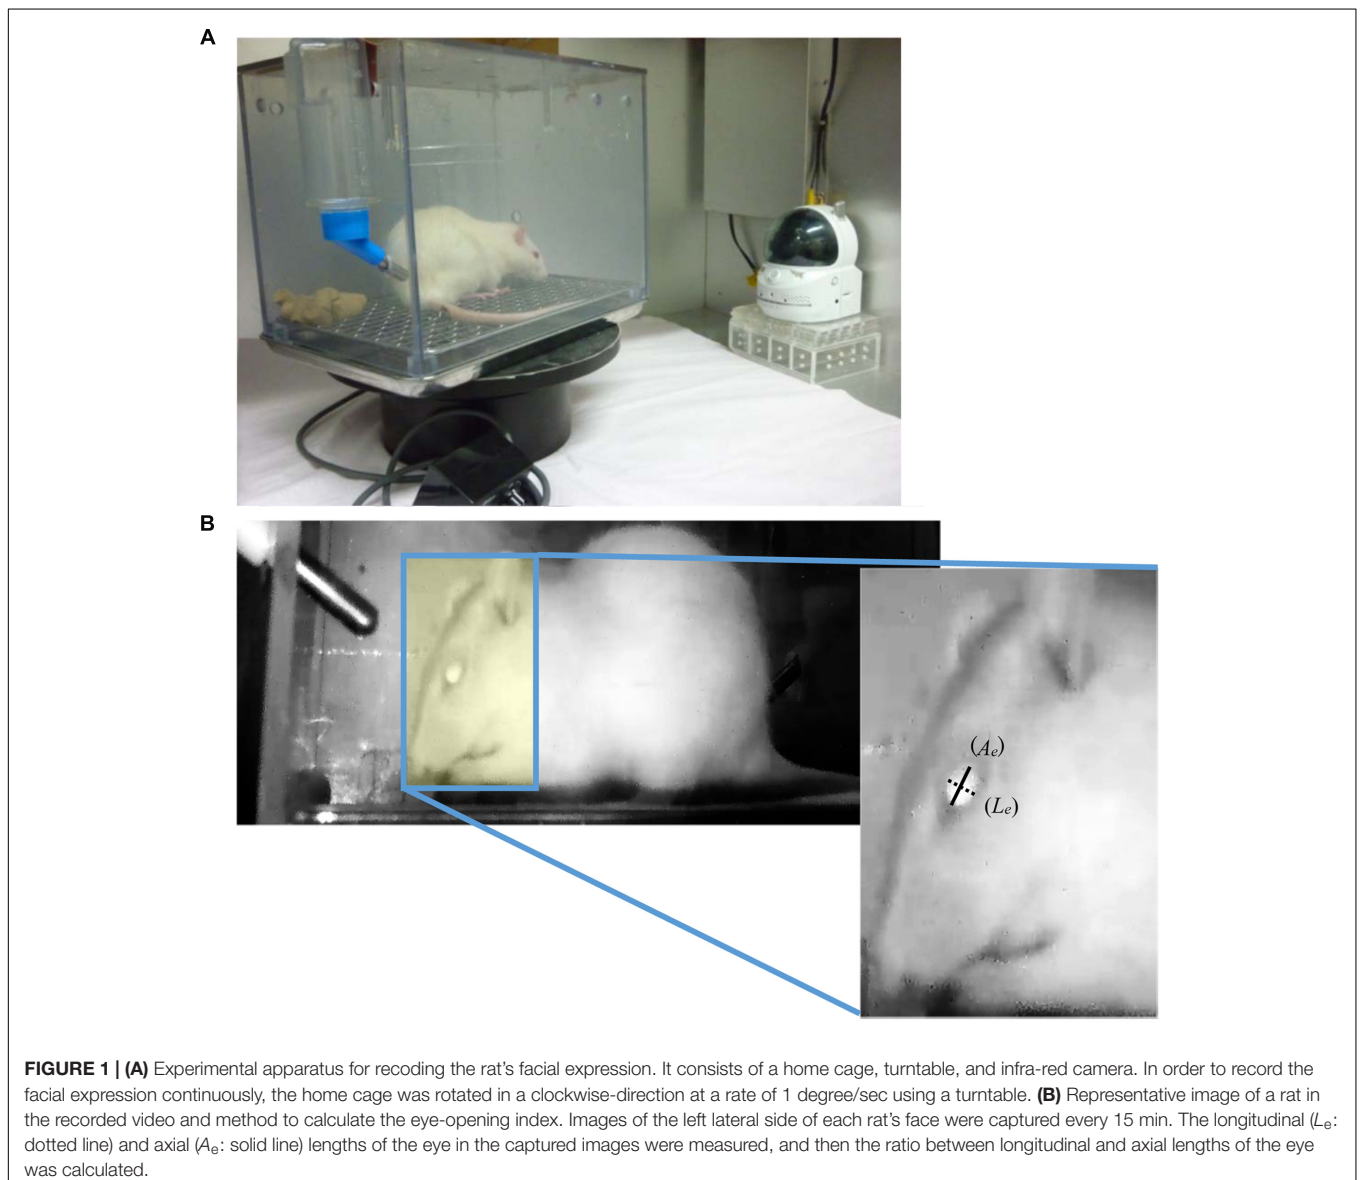 A
B
(Ae)
(Le)
FIGURE 1 | (A) Experimental apparatus for recoding the rat's facial expression. It consists of a home cage, turntable, and infra-red camera. In order to record the
facial expression continuously, the home cage was rotated in a clockwise-direction at a rate of 1 degree/sec using a turntable. (B) Representative image of a rat in
the recorded video and method to calculate the eye-opening index. Images of the left lateral side of each rat's face were captured every 15 min. The longitudinal (Le:
dotted line) and axial (Ae: solid line) lengths of the eye in the captured images were measured, and then the ratio between longitudinal and axial lengths of the eye
was calculated.